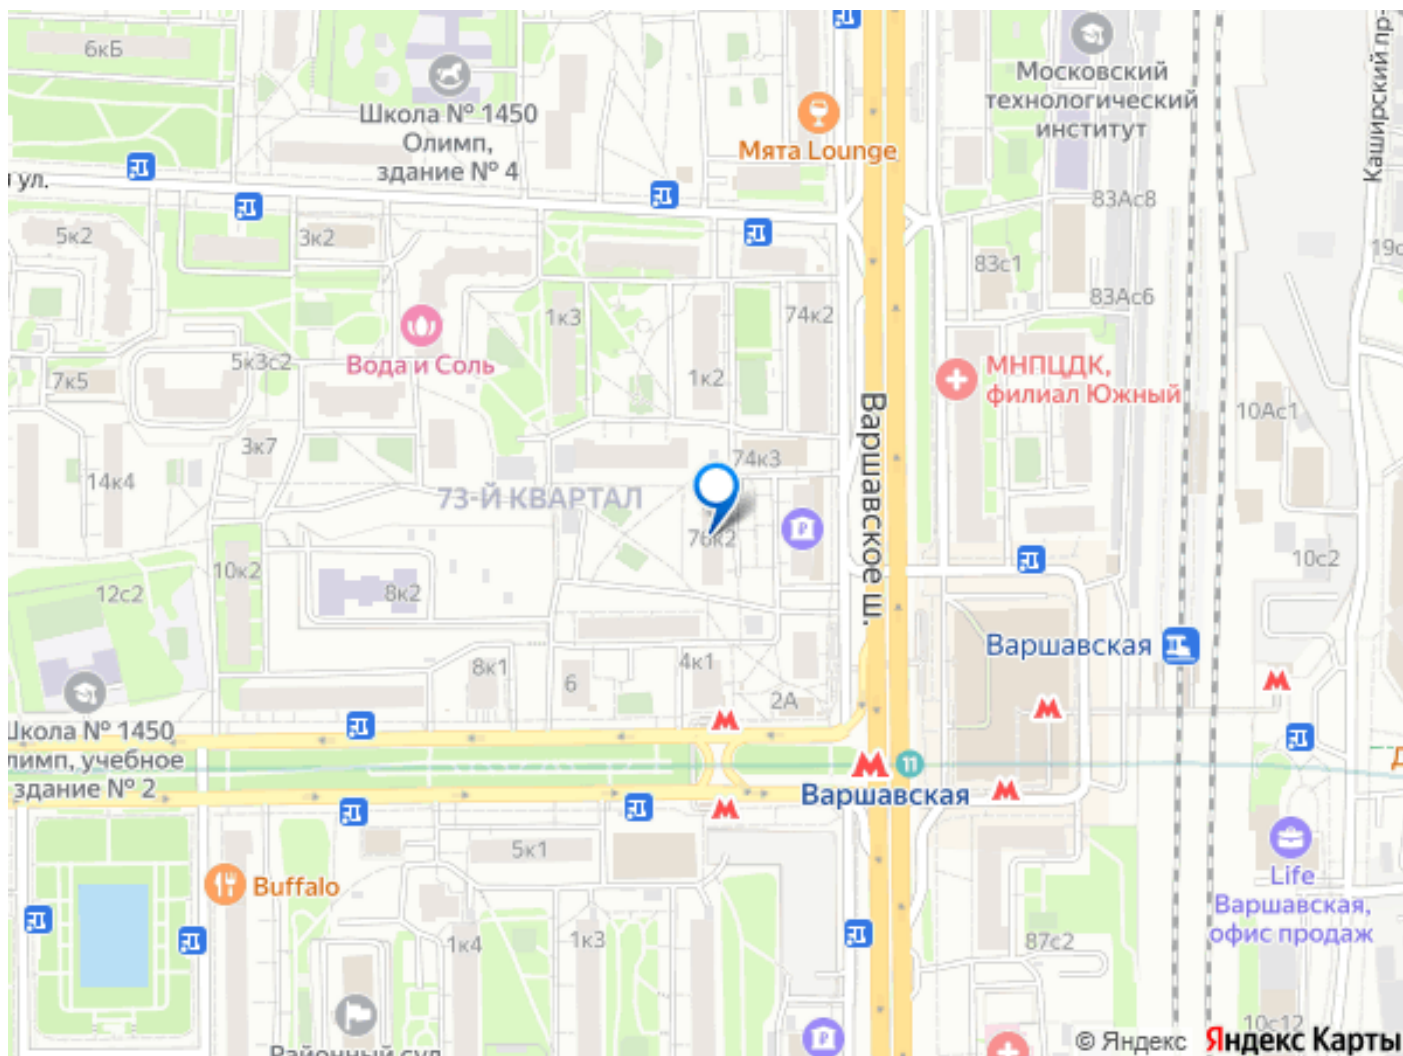 6кБ
Школа № 1450
Олимп,
здание № 4
Мята Lounge
Московский
технологический
институт
Каширский пр-
ул.
83Ас8
5к2
3к2
19с
83с1
83Ас6
1к3
74к2
Вода и Соль
5к3с2
7к5
1к2
МНПЦДК,
филиал Южный
Варшавское ш.
10Ас1
3к7
74к3
14к4
73-Й КВАРТАЛ
76к2
10с2
10к2
12с2
8к2
Варшавская
8к1
4к1
6
2А
Школа № 1450
лимп, учебное
здание № 2
11
Варшавская
5к1
Buffalo
Life
Варшавская,
офис продаж
1к4
1к3
87с2
10с12
Районный суд
© Яндекс Яндекс Карты